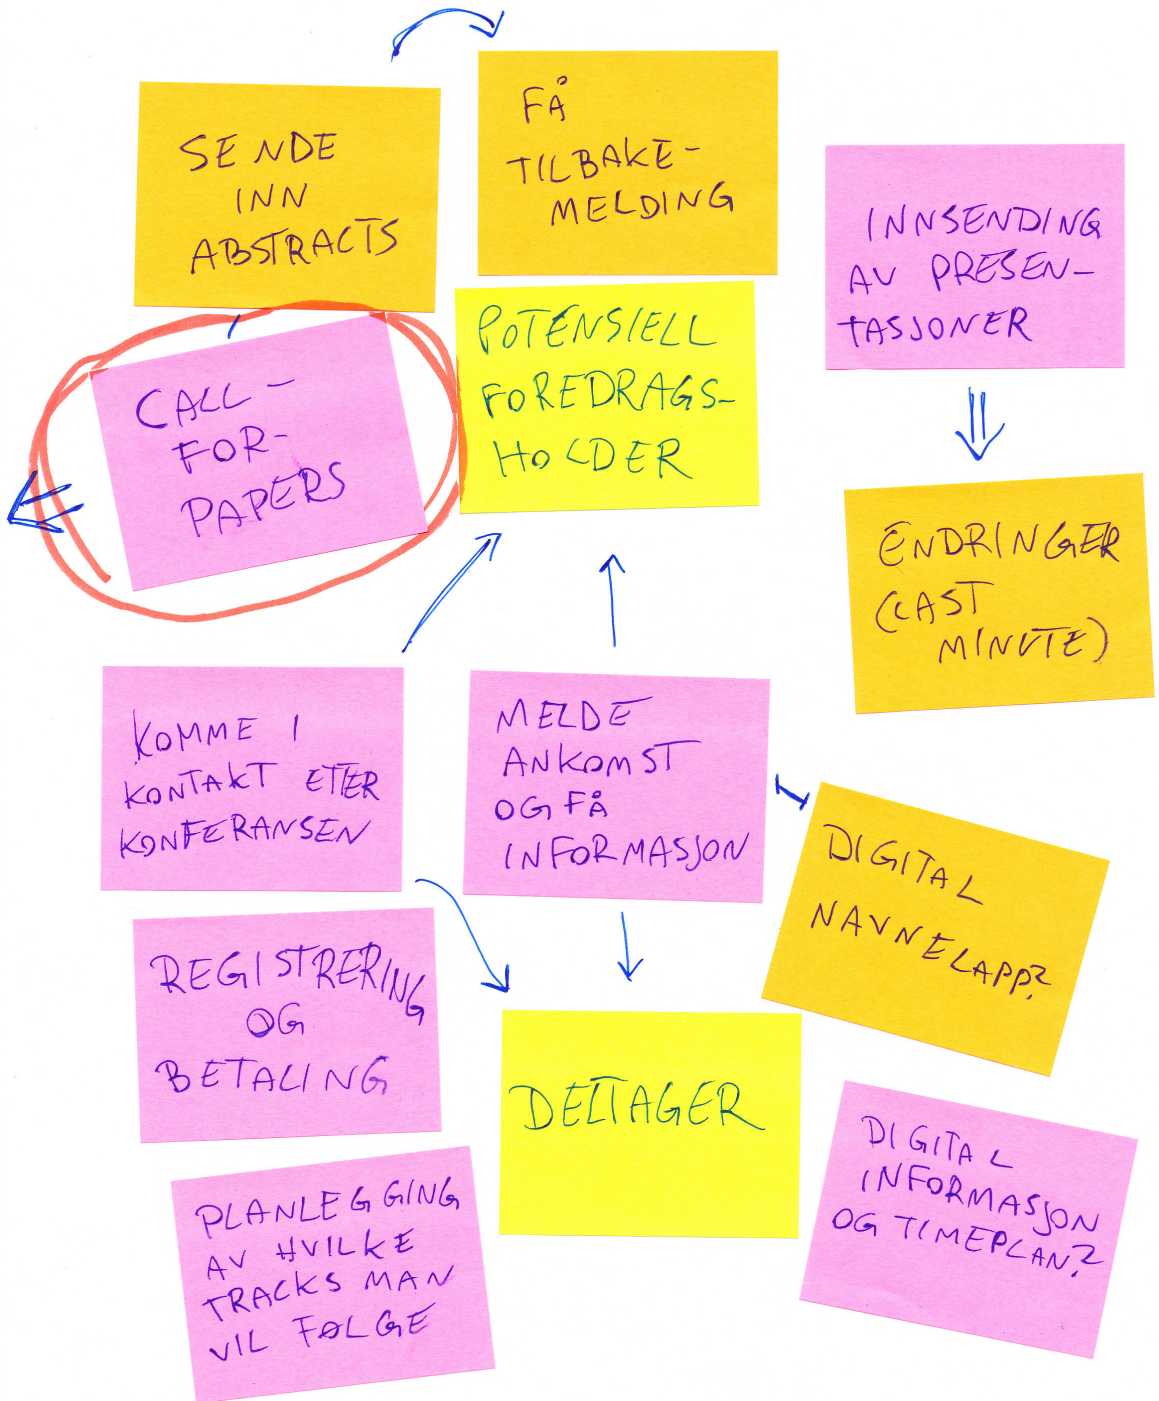 SENDE
INN
ABSTRACTS
FÅ
TILBAKE-
MELDING
INNSENDING
AV PRESEN-
TASJONER
CALL-
FOR-
PAPERS
POTENSIELL
FOREDRAGS-
HOLDER
ENDRINGER
(LAST
MINUTE)
KOMME I
KONTAKT ETTER
KONFERANSEN
MELDE
ANKOMST
OG FÅ
INFORMASJON
DIGITAL
NAVNELAPP?
REGISTRERING
OG
BETALING
DELTAGER
DIGITAL
INFORMASJON
OG TIMEPLAN?
PLANLEGGING
AV HVILKE
TRACKS MAN
VIL FØLGE